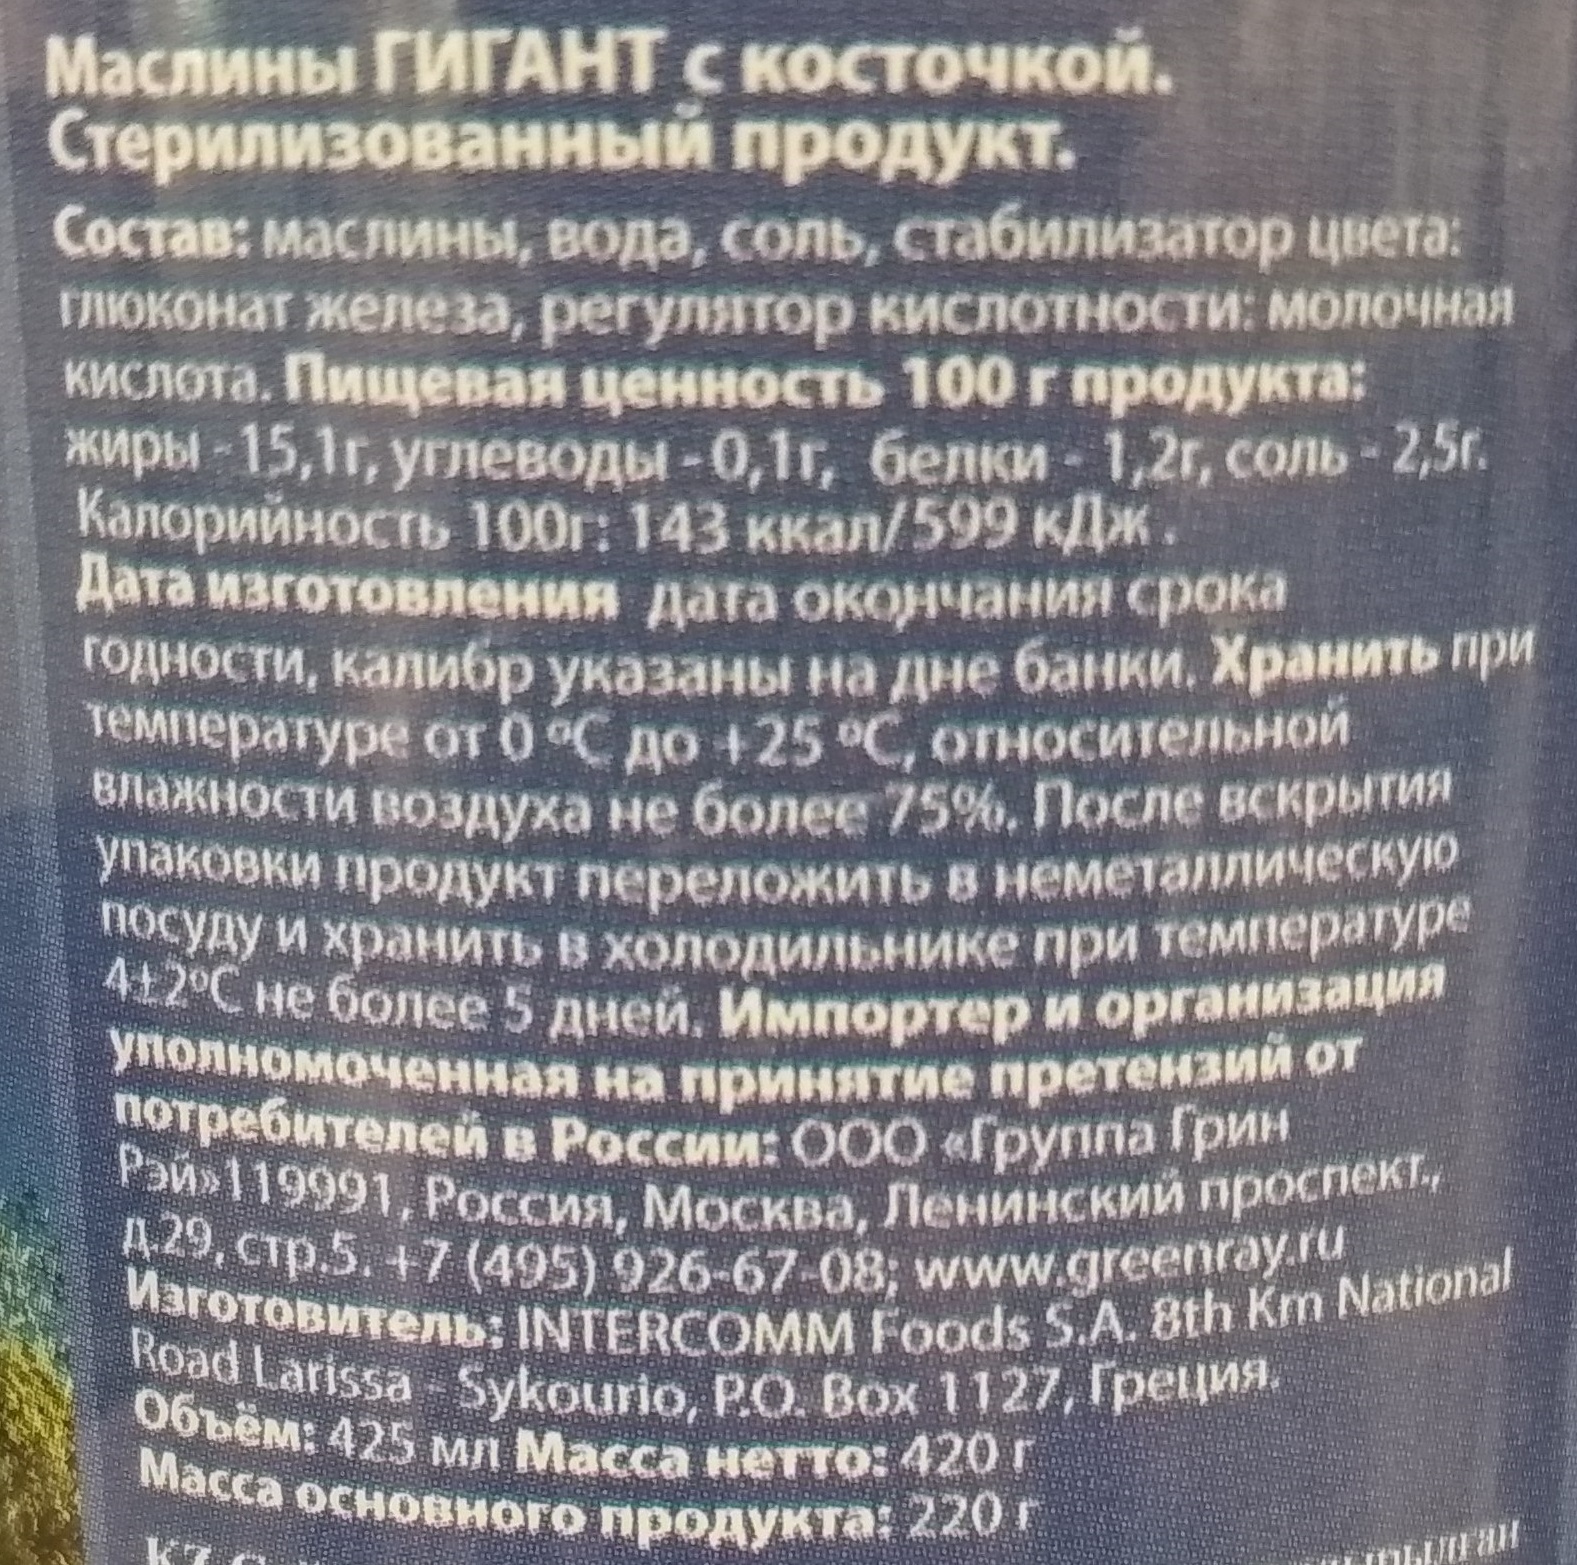 Маслины ГИГАНТ с косточкой.
Стерилизованный продукт.
Состав: маслины, вода, соль, стабилизатор цвета:
глюконат железа, регулятор кислотности: молочная
кислота. Пищевая ценность 100 г продукта:
жиры - 15,1г, углеводы - 0,1г, белки - 1,2г, соль - 2,5г.
Калорийность 100г: 143 ккал/599 кДж .
Дата изготовления дата окончания срока
годности, калибр указаны на дне банки. Хранить при
температуре от 0 °С до +25 °С, относительной
влажности воздуха не более 75%. После вскрытия
упаковки продукт переложить в неметаллическую
посуду и хранить в холодильнике при температуре
4±2°С не более 5 дней. Импортер и организация
уполномоченная на принятие претензий от
потребителей в России: ООО «Группа Грин
Рэй»119991, Россия, Москва, Ленинский проспект.,
д.29, стр.5. +7 (495) 926-67-08; www.greenray.ru
Изготовитель: INTERCOMM Foods S.A. 8th Km National
Road Larissa - Sykourio, P.O. Box 1127, Греция.
Объём: 425 мл Масса нетто: 420 г
Масса основного продукта: 220 г